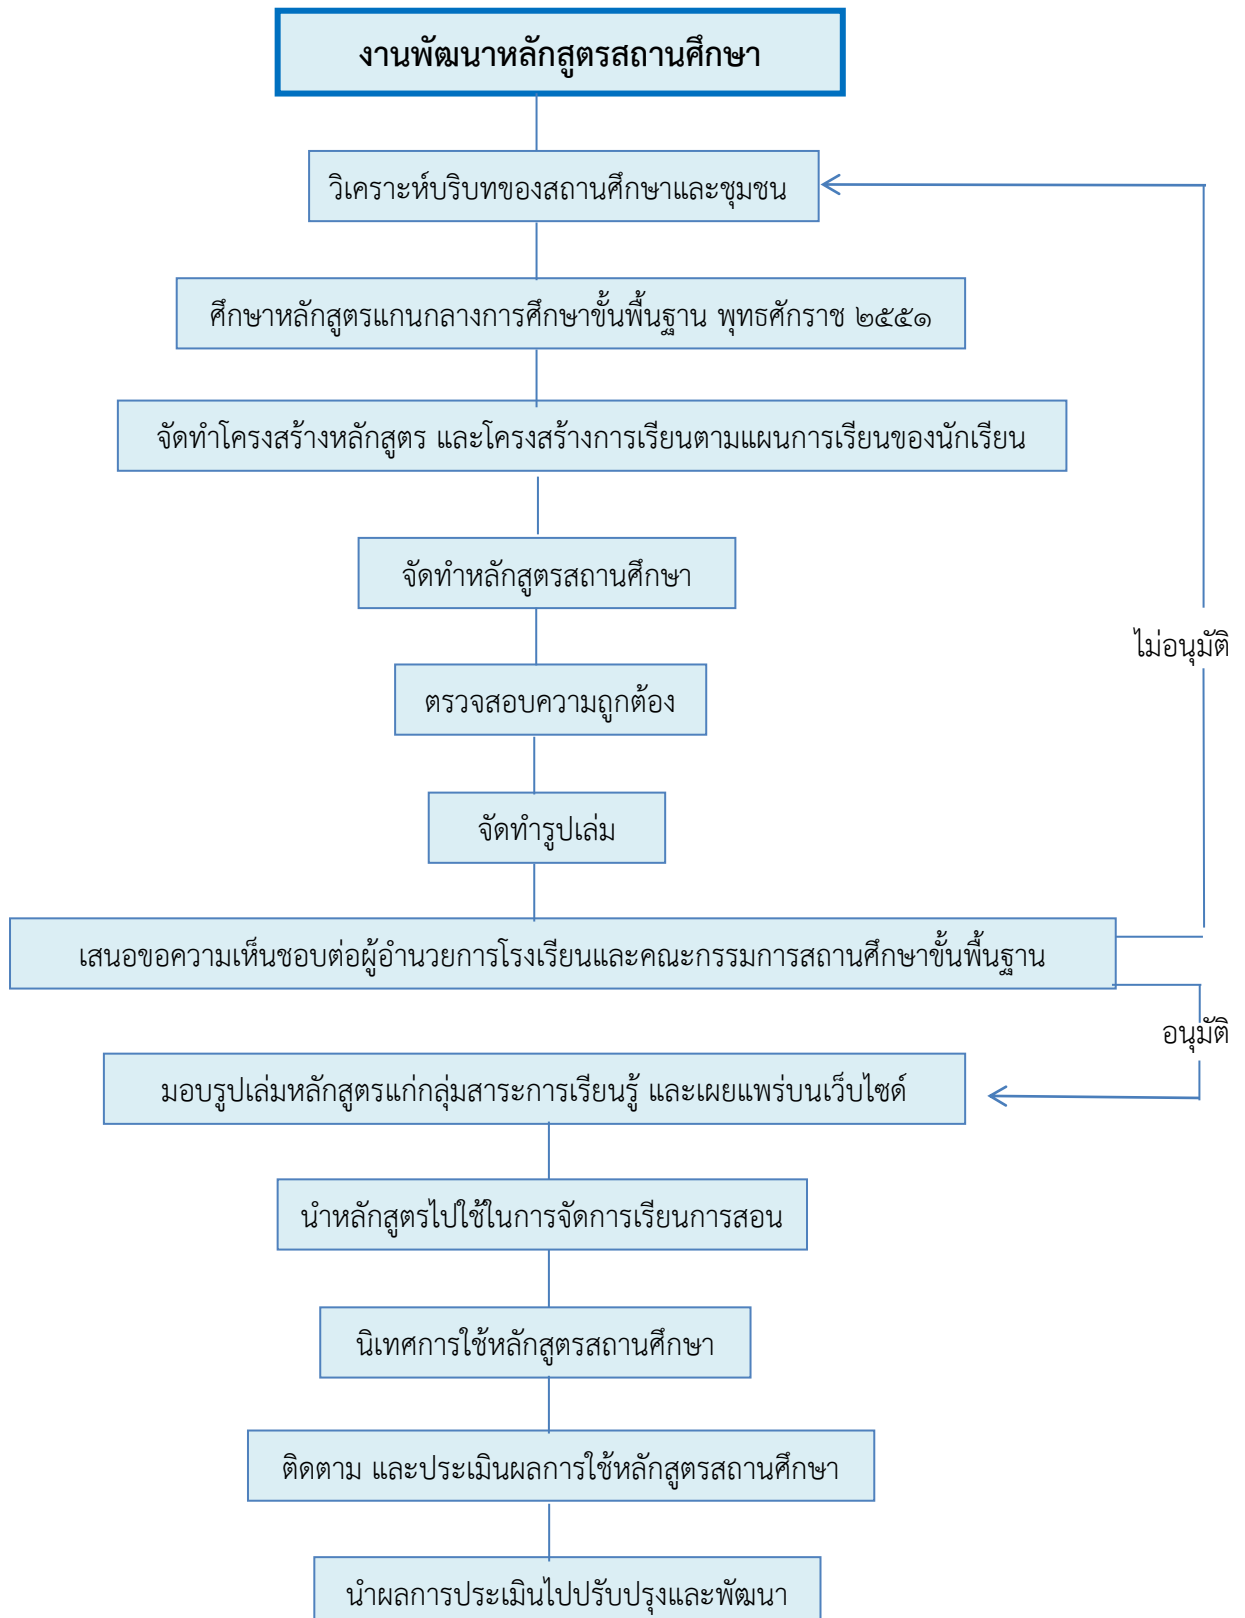 งานพัฒนาหลักสูตรสถานศึกษา
วิเคราะห์บริบทของสถานศึกษาและชุมชน
ศึกษาหลักสูตรแกนกลางการศึกษาขั้นพื้นฐาน พุทธศักราช ๒๕๕๑
จัดทำโครงสร้างหลักสูตร และโครงสร้างการเรียนตามแผนการเรียนของนักเรียน
จัดทำหลักสูตรสถานศึกษา
ไม่อนุมัติ
ตรวจสอบความถูกต้อง
จัดทำรูปเล่ม
เสนอขอความเห็นชอบต่อผู้อำนวยการโรงเรียนและคณะกรรมการสถานศึกษาขั้นพื้นฐาน
อนุมัติ
มอบรูปเล่มหลักสูตรแก่กลุ่มสาระการเรียนรู้ และเผยแพร่บนเว็บไซด์
นำหลักสูตรไปใช้ในการจัดการเรียนการสอน
นิเทศการใช้หลักสูตรสถานศึกษา
ติดตาม และประเมินผลการใช้หลักสูตรสถานศึกษา
นำผลการประเมินไปปรับปรุงและพัฒนา